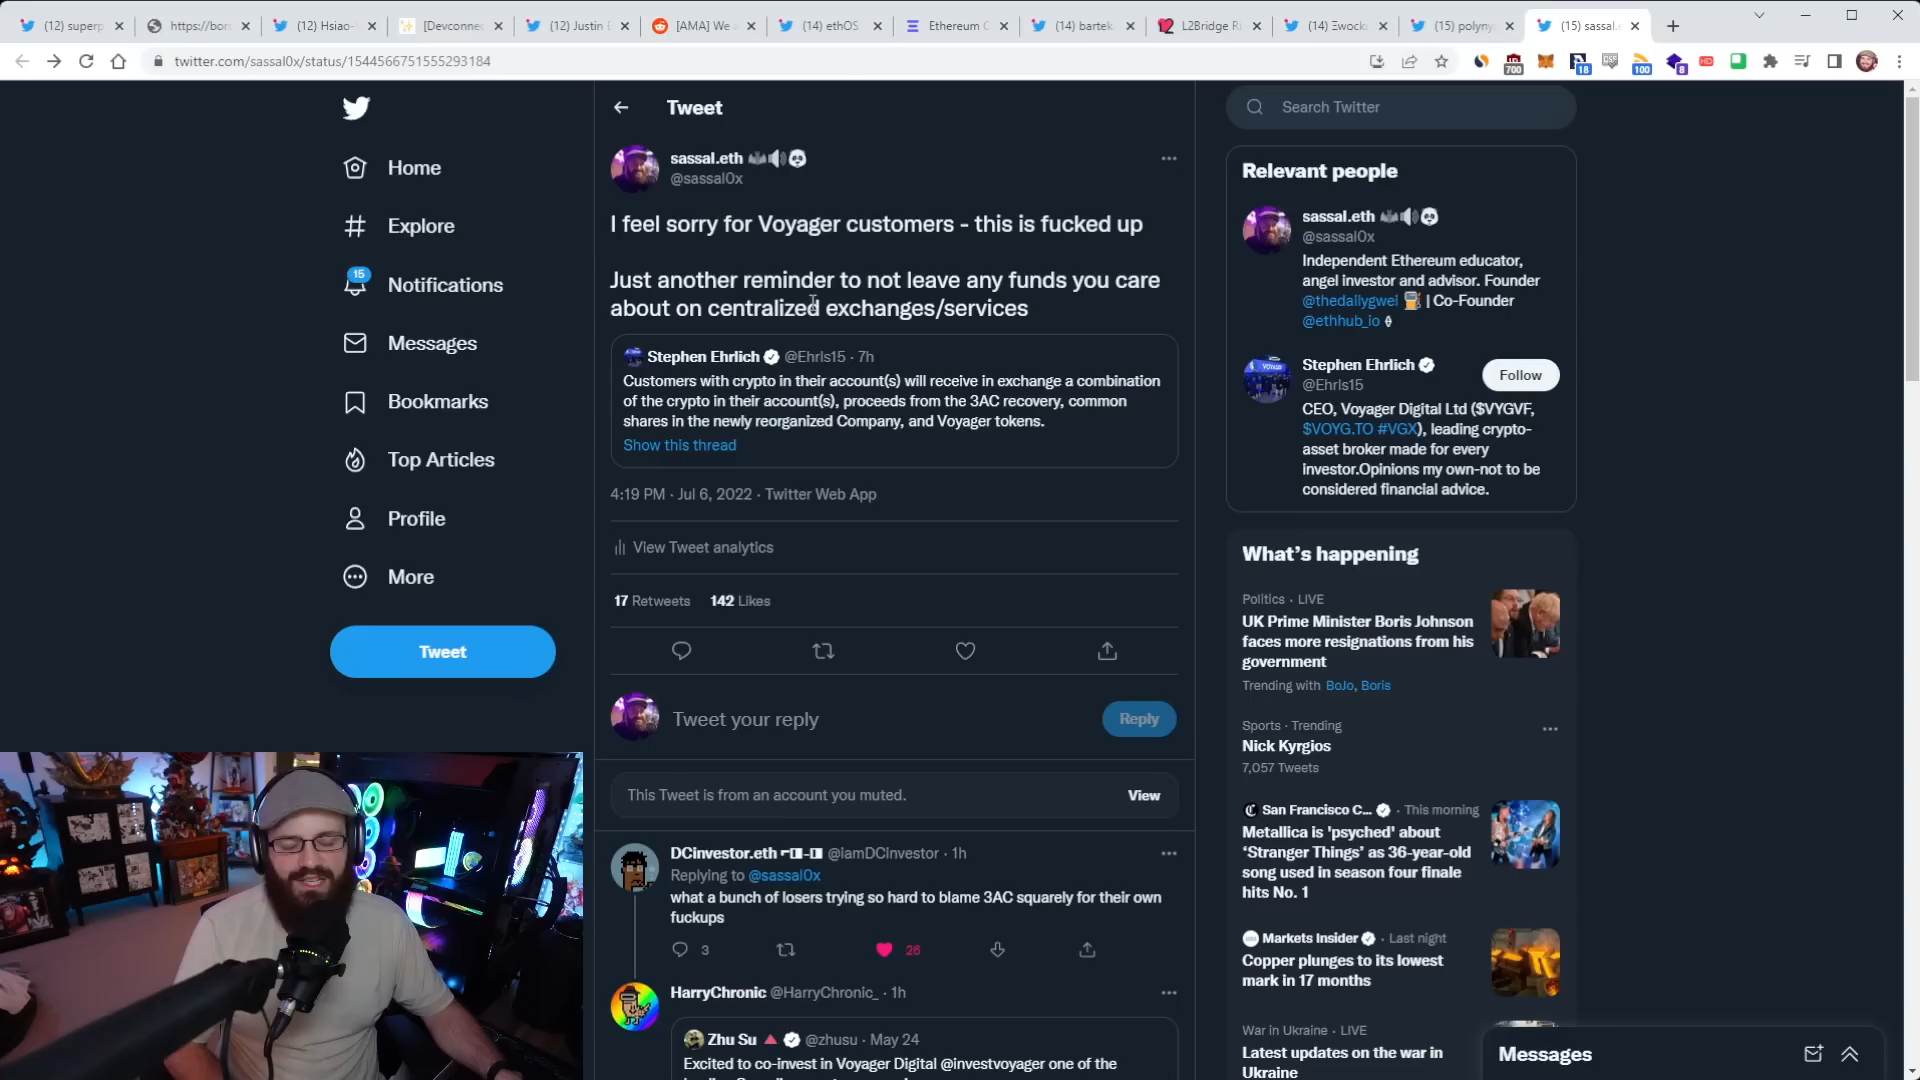 (12) superp
https://bor
(12) Hsiao-
[Devconnec
(12) Justin
[AMA] We a
(14) ethOS
Ethereum C
(14) bartek.
L2Bridge Ri
(14) Ξwock
(15) polyny
(15) sassal.e
twitter.com/sassal0x/status/1544566751555293184
700
18
100
8
HD
Home
Explore
15
Notifications
Messages
Bookmarks
Top Articles
Profile
More
Tweet
Tweet
sassal.eth
@sassal0x
I feel sorry for Voyager customers - this is fucked up
Just another reminder to not leave any funds you care
about on centralized exchanges/services
Stephen Ehrlich @Ehrls15 · 7h
Customers with crypto in their account(s) will receive in exchange a combination
of the crypto in their account(s), proceeds from the 3AC recovery, common
shares in the newly reorganized Company, and Voyager tokens.
Show this thread
4:19 PM · Jul 6, 2022 · Twitter Web App
View Tweet analytics
17 Retweets 142 Likes
Tweet your reply
Reply
This Tweet is from an account you muted.
View
DCinvestor.eth @iamDCinvestor · 1h
Replying to @sassal0x
what a bunch of losers trying so hard to blame 3AC squarely for their own
fuckups
3
26
HarryChronic @HarryChronic_ · 1h
Zhu Su @zhusu · May 24
Excited to co-invest in Voyager Digital @investvoyager one of the
Search Twitter
Relevant people
sassal.eth
@sassal0x
Independent Ethereum educator,
angel investor and advisor. Founder
@thedailygwei | Co-Founder
@ethhub_io
Stephen Ehrlich
@Ehrls15
Follow
CEO, Voyager Digital Ltd ($VYGVF,
$VOYG.TO #VGX), leading crypto-
asset broker made for every
investor.Opinions my own-not to be
considered financial advice.
What's happening
Politics · LIVE
UK Prime Minister Boris Johnson
faces more resignations from his
government
Trending with BoJo, Boris
Sports · Trending
Nick Kyrgios
7,057 Tweets
San Francisco C... · This morning
Metallica is 'psyched' about
'Stranger Things' as 36-year-old
song used in season four finale
hits No. 1
Markets Insider · Last night
Copper plunges to its lowest
mark in 17 months
War in Ukraine · LIVE
Latest updates on the war in
Ukraine
Messages